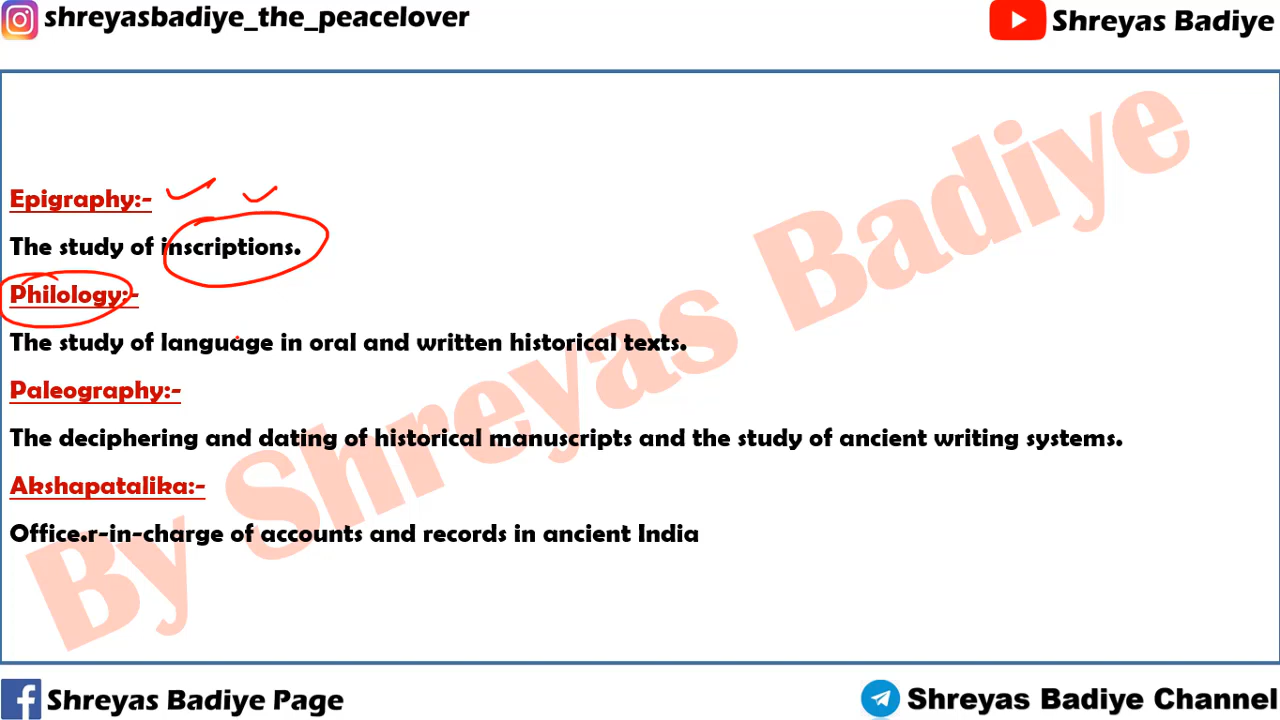 shreyasbadiye_the_peacelover
Shreyas Badiye
Epigraphy:-
The study of inscriptions.
Philology:-
The study of language in oral and written historical texts.
Paleography:-
The deciphering and dating of historical manuscripts and the study of ancient writing systems.
Akshapatalika:-
Office.r-in-charge of accounts and records in ancient India
By Shreyas Badiye
Shreyas Badiye Page
Shreyas Badiye Channel